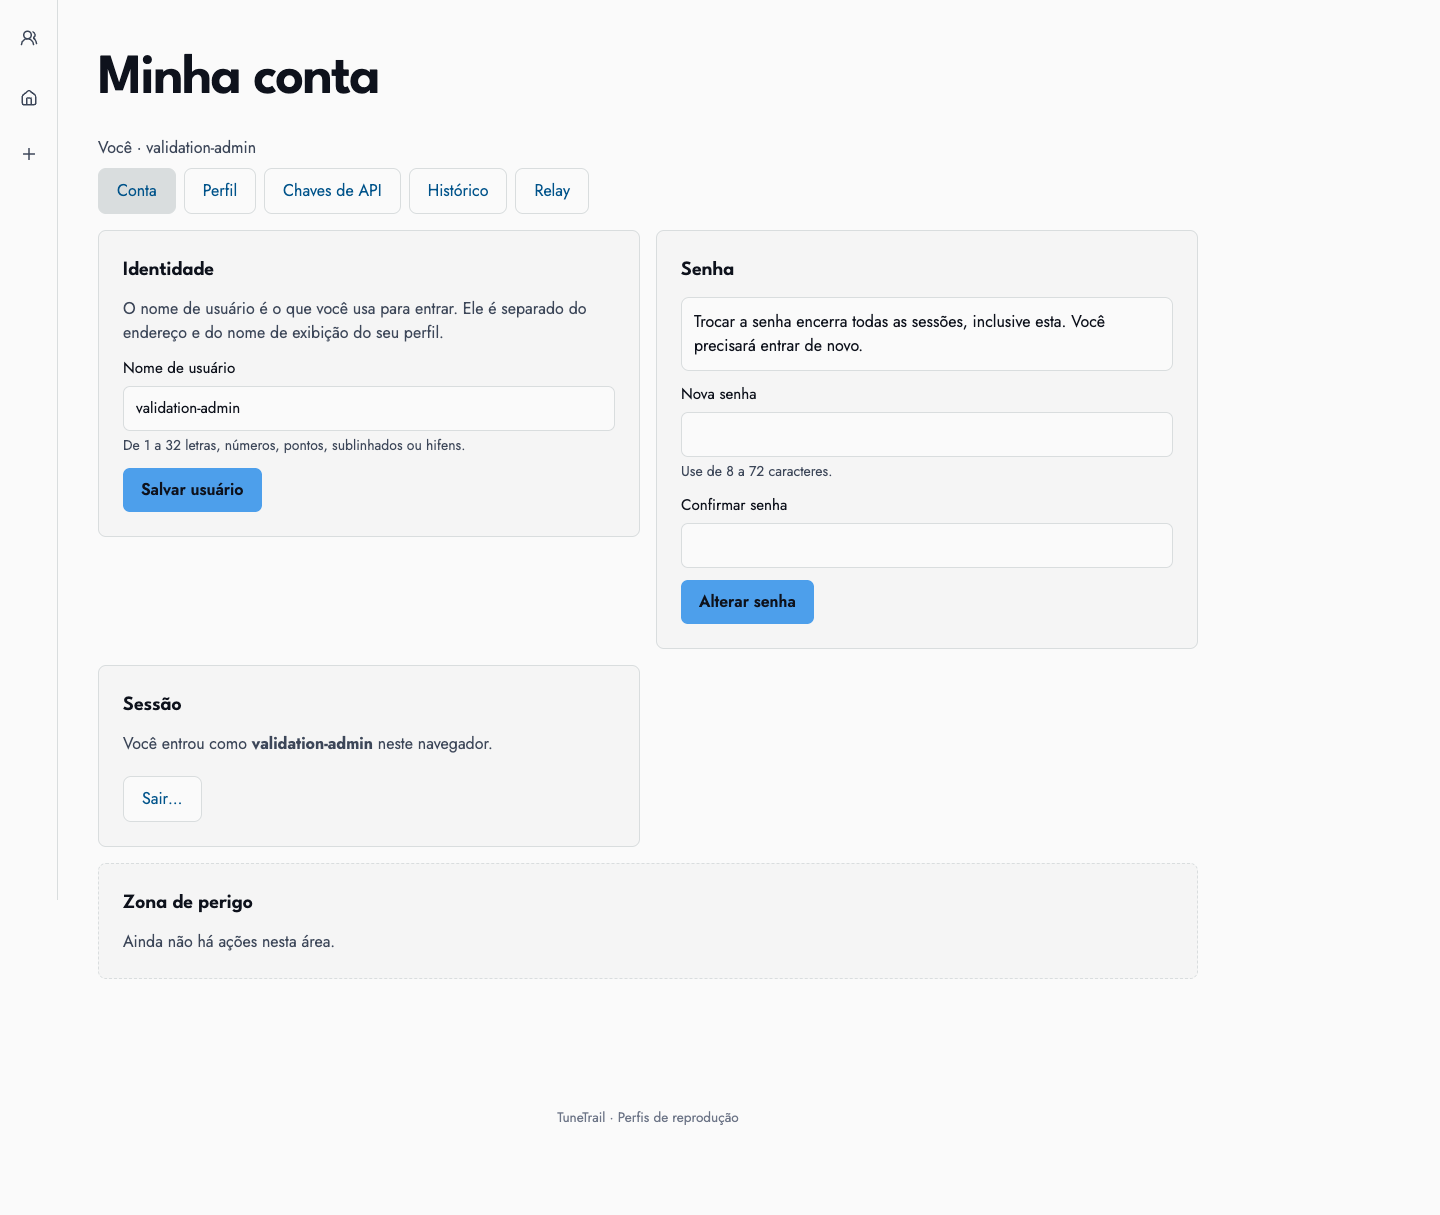 Minha conta
Você · validation-admin
Conta
Perfil
Chaves de API
Histórico
Relay
Identidade
O nome de usuário é o que você usa para entrar. Ele é separado do
endereço e do nome de exibição do seu perfil.
Nome de usuário
validation-admin
De 1 a 32 letras, números, pontos, sublinhados ou hifens.
Salvar usuário
Senha
Trocar a senha encerra todas as sessões, inclusive esta. Você
precisará entrar de novo.
Nova senha
Use de 8 a 72 caracteres.
Confirmar senha
Alterar senha
Sessão
Você entrou como validation-admin neste navegador.
Sair…
Zona de perigo
Ainda não há ações nesta área.
TuneTrail · Perfis de reprodução